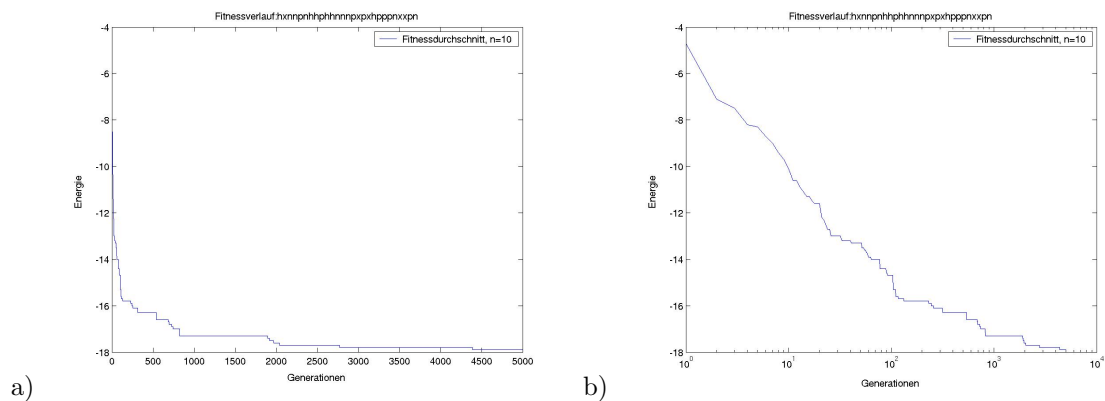 Fitnessverlauf:hxnnpnhhphhnnnpxpxhpppnxxpn
Fitnessdurchschnitt, n=10
-4
-6
-8
-10
-12
-14
-16
-18
Energie
0 500 1000 1500 2000 2500 3000 3500 4000 4500 5000
Generationen
a)
Fitnessverlauf:hxnnpnhhphhnnnpxpxhpppnxxpn
Fitnessdurchschnitt, n=10
-4
-6
-8
-10
-12
-14
-16
-18
Energie
10^0 10^1 10^2 10^3 10^4
Generationen
b)